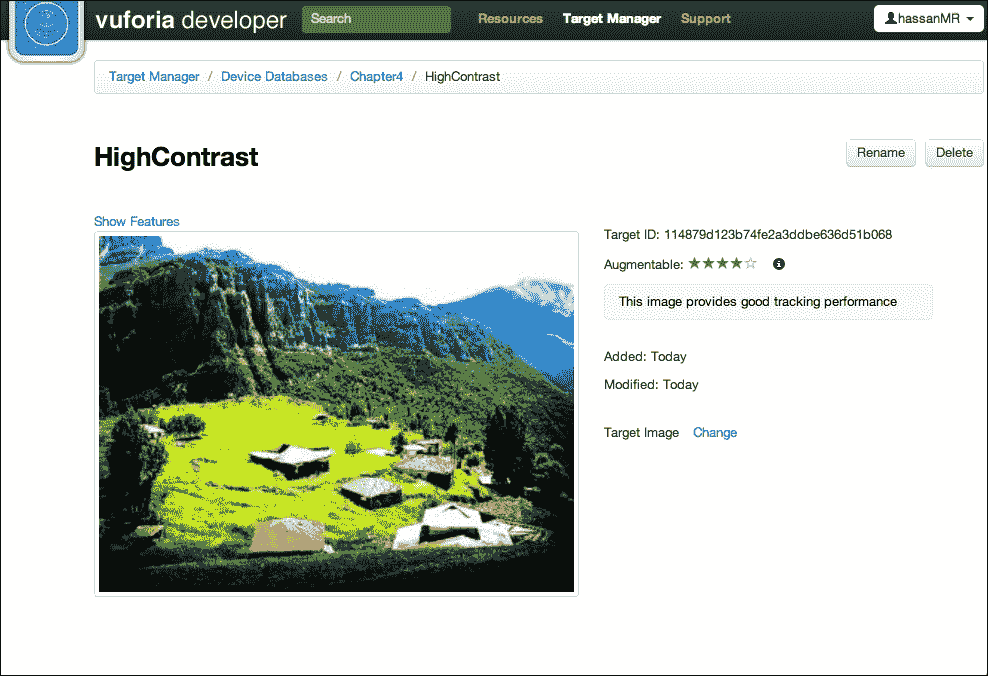 vuforia developer Search Resources Target Manager Support hassanMR
Target Manager / Device Databases / Chapter4 / HighContrast
HighContrast Rename Delete
Show Features
Target ID: 114879d123b74fe2a3ddbe636d51b068
Augmentable:
This image provides good tracking performance
Added: Today
Modified: Today
Target Image Change